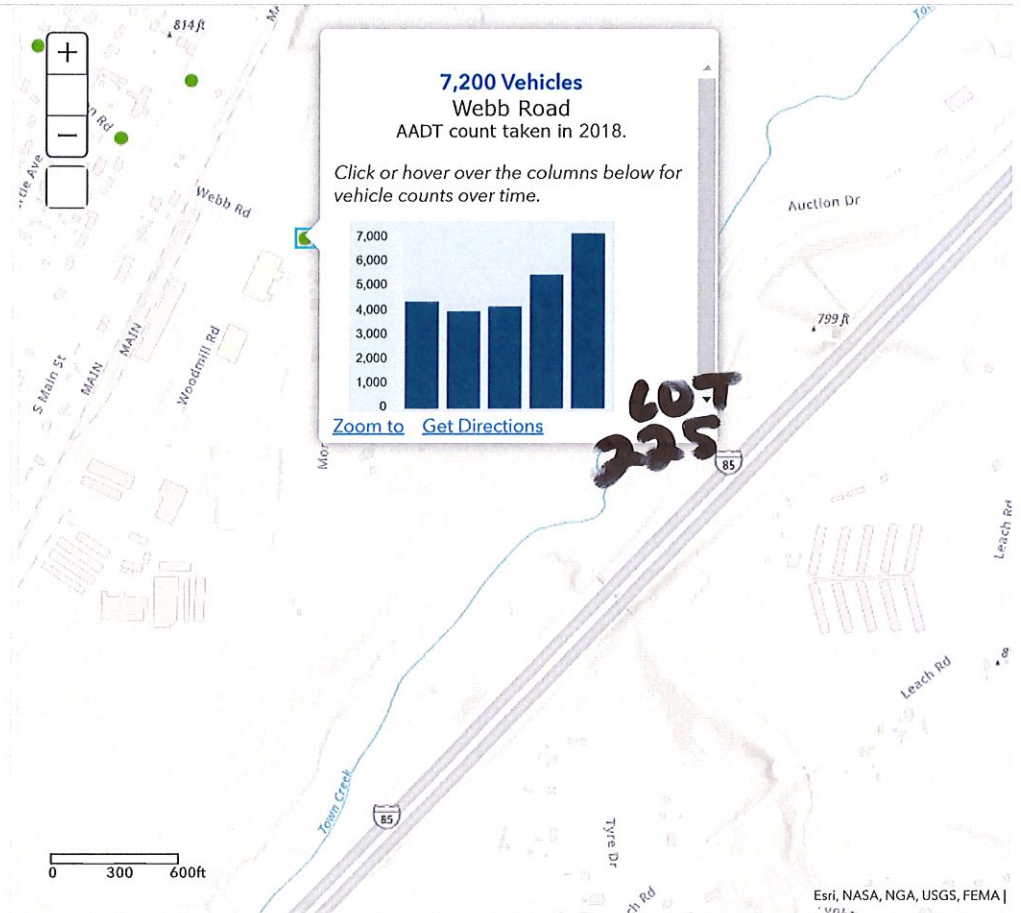 814 ft
+
−
Webb Rd
S Main St
MAIN
MAIN
Woodmill Rd
7,200 Vehicles
Webb Road
AADT count taken in 2018.
Click or hover over the columns below for
vehicle counts over time.
7,000
6,000
5,000
4,000
3,000
2,000
1,000
0
Zoom to
Get Directions
LOT
225
85
Auction Dr
799 ft
Leach Rd
Leach Rd
Town Creek
85
Tyre Dr
0 300 600ft
Esri, NASA, NGA, USGS, FEMA |